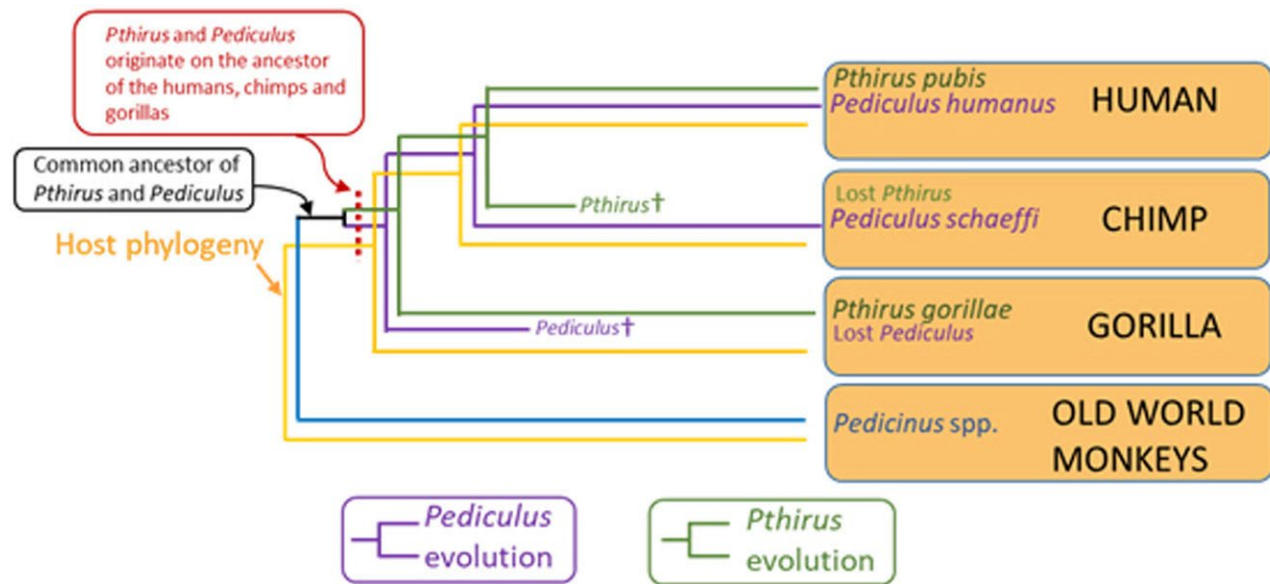 Pthirus and Pediculus
originate on the ancestor
of the humans, chimps and
gorillas
Common ancestor of
Pthirus and Pediculus
Host phylogeny
Pthirus†
Pediculus†
Pthirus pubis
Pediculus humanus
HUMAN
Lost Pthirus
Pediculus schaeffi
CHIMP
Pthirus gorillae
Lost Pediculus
GORILLA
Pedicinus spp.
OLD WORLD
MONKEYS
Pediculus
evolution
Pthirus
evolution